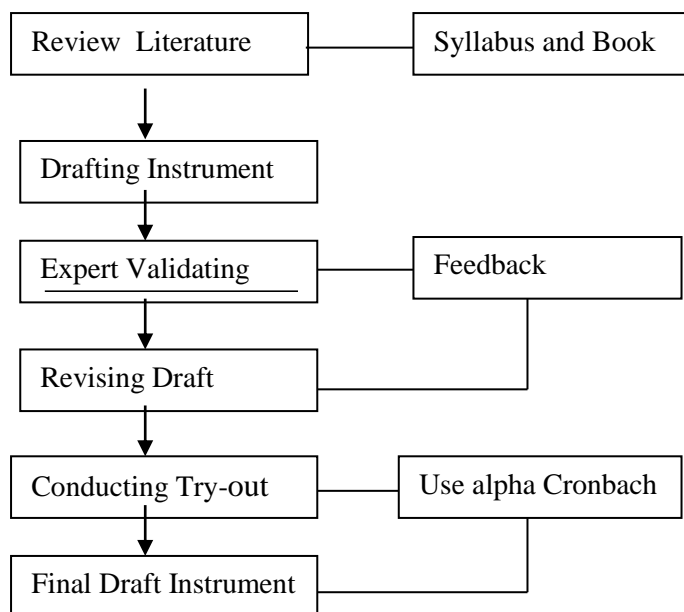 Review Literature
Syllabus and Book
Drafting Instrument
Expert Validating
Feedback
Revising Draft
Conducting Try-out
Use alpha Cronbach
Final Draft Instrument